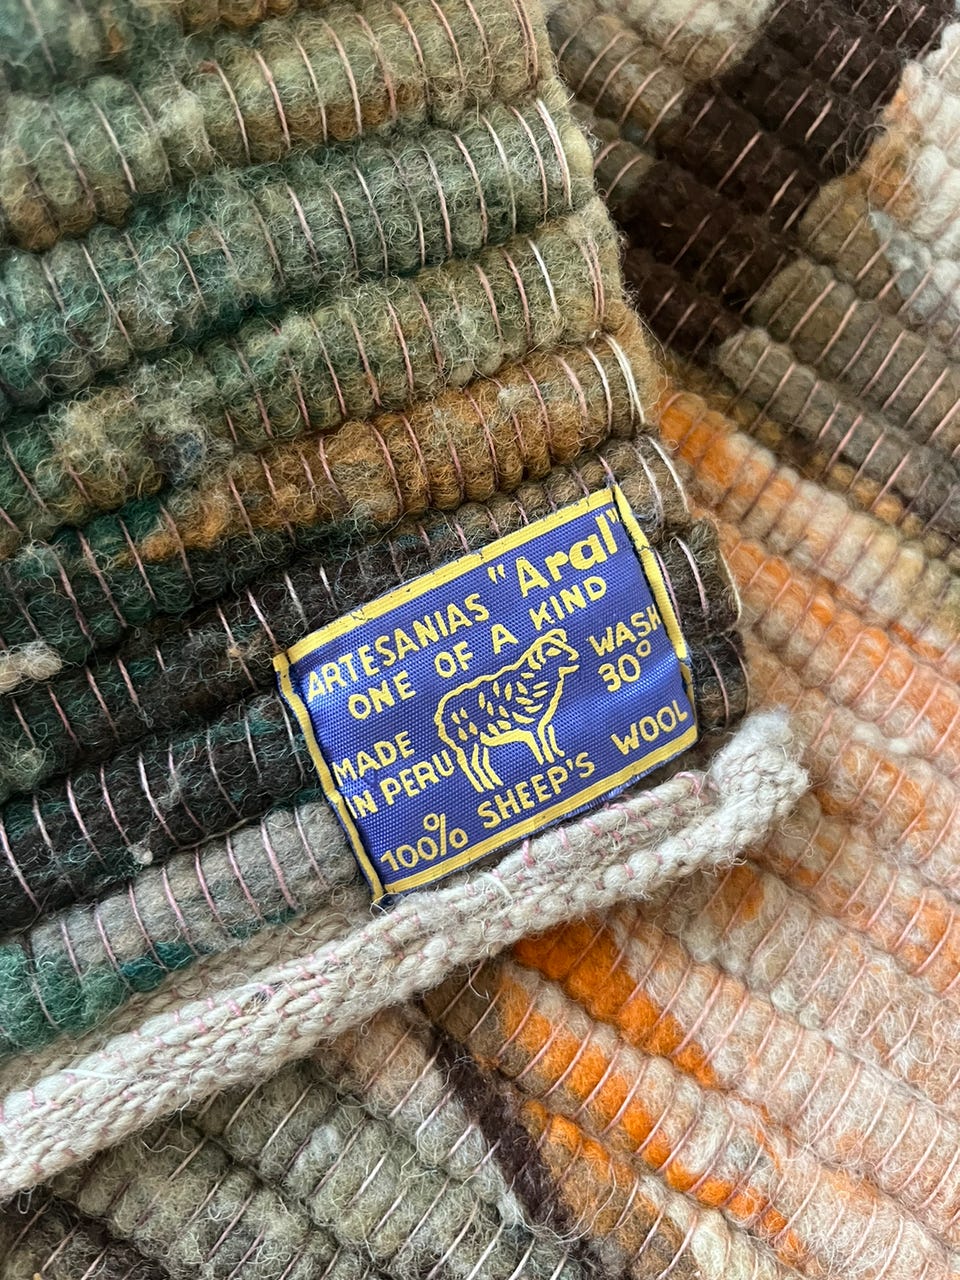 ARTESANIAS "Aral"
ONE OF A KIND
WASH
30°
MADE
IN PERU
100% SHEEP'S WOOL